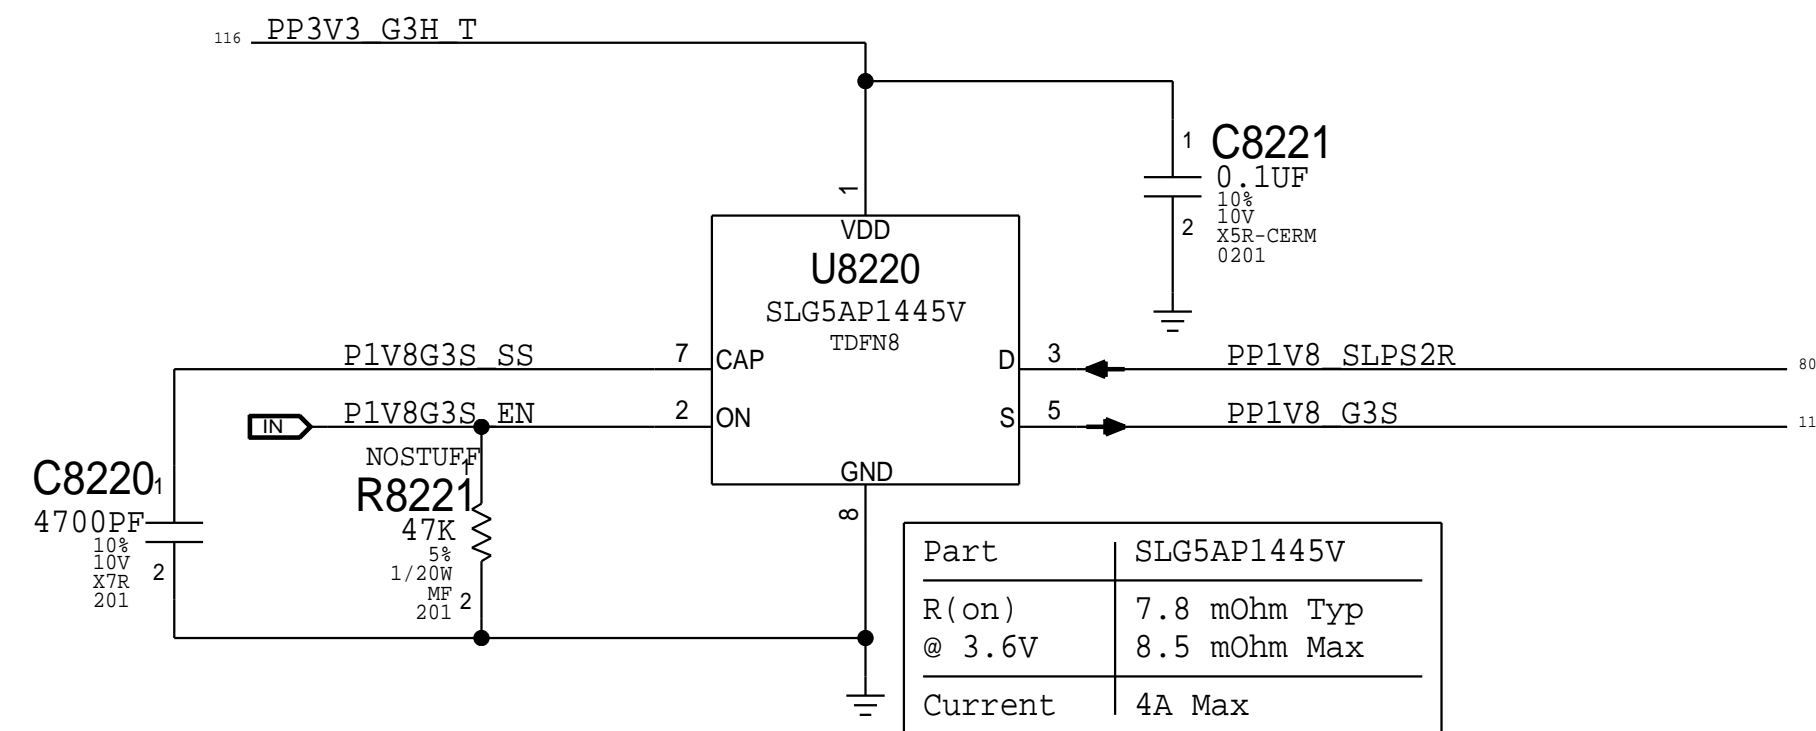 116 PP3V3_G3H_T
1 C8221
0.1UF
10%
10V
2 X5R-CERM
0201
1
VDD
U8220
SLG5AP1445V
TDFN8
P1V8G3S_SS 7 CAP
D 3 PP1V8_SLPS2R 80
IN P1V8G3S_EN 2 ON
S 5 PP1V8_G3S 11
GND
8
C8220 1
4700PF
10%
10V
X7R 2
201
NOSTUFF
1
R8221
47K
5%
1/20W
MF 2
201
Part SLG5AP1445V
R(on) 7.8 mOhm Typ
@ 3.6V 8.5 mOhm Max
Current 4A Max